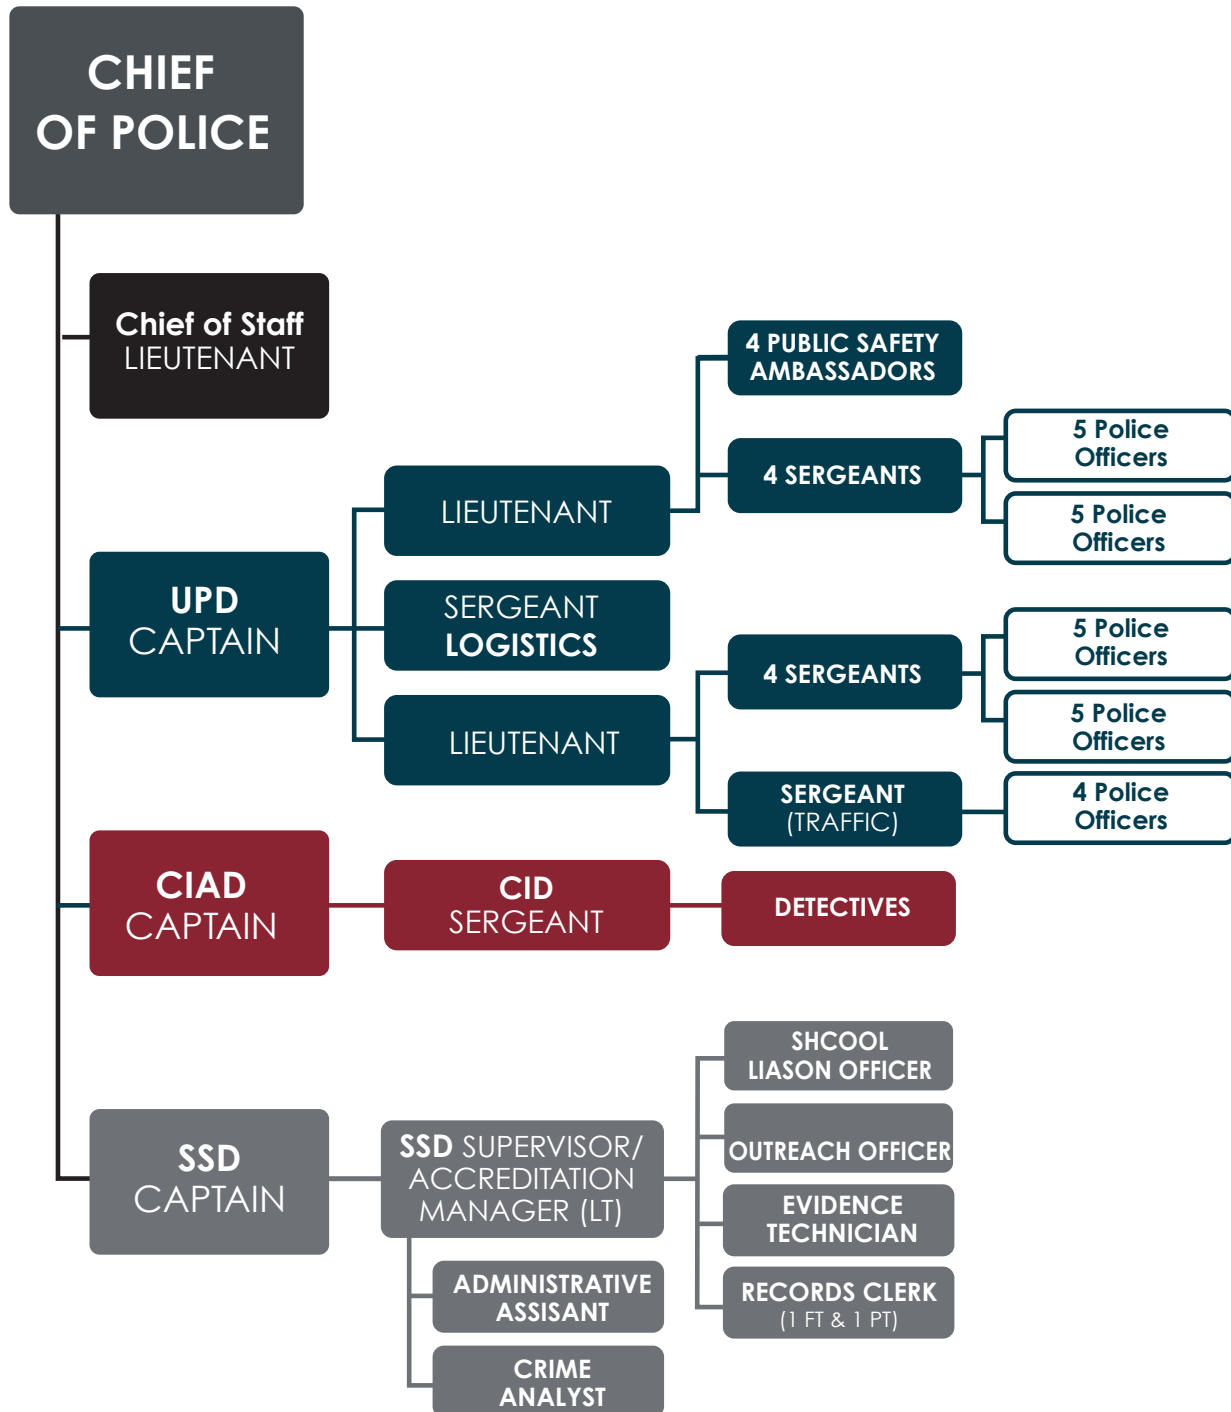 CHIEF
OF POLICE
Chief of Staff
LIEUTENANT
UPD
CAPTAIN
LIEUTENANT
4 PUBLIC SAFETY
AMBASSADORS
4 SERGEANTS
5 Police
Officers
5 Police
Officers
SERGEANT
LOGISTICS
LIEUTENANT
4 SERGEANTS
5 Police
Officers
5 Police
Officers
SERGEANT
(TRAFFIC)
4 Police
Officers
CIAD
CAPTAIN
CID
SERGEANT
DETECTIVES
SSD
CAPTAIN
SSD SUPERVISOR/
ACCREDITATION
MANAGER (LT)
ADMINISTRATIVE
ASSISANT
CRIME
ANALYST
SHCOOL
LIASON OFFICER
OUTREACH OFFICER
EVIDENCE
TECHNICIAN
RECORDS CLERK
(1 FT & 1 PT)